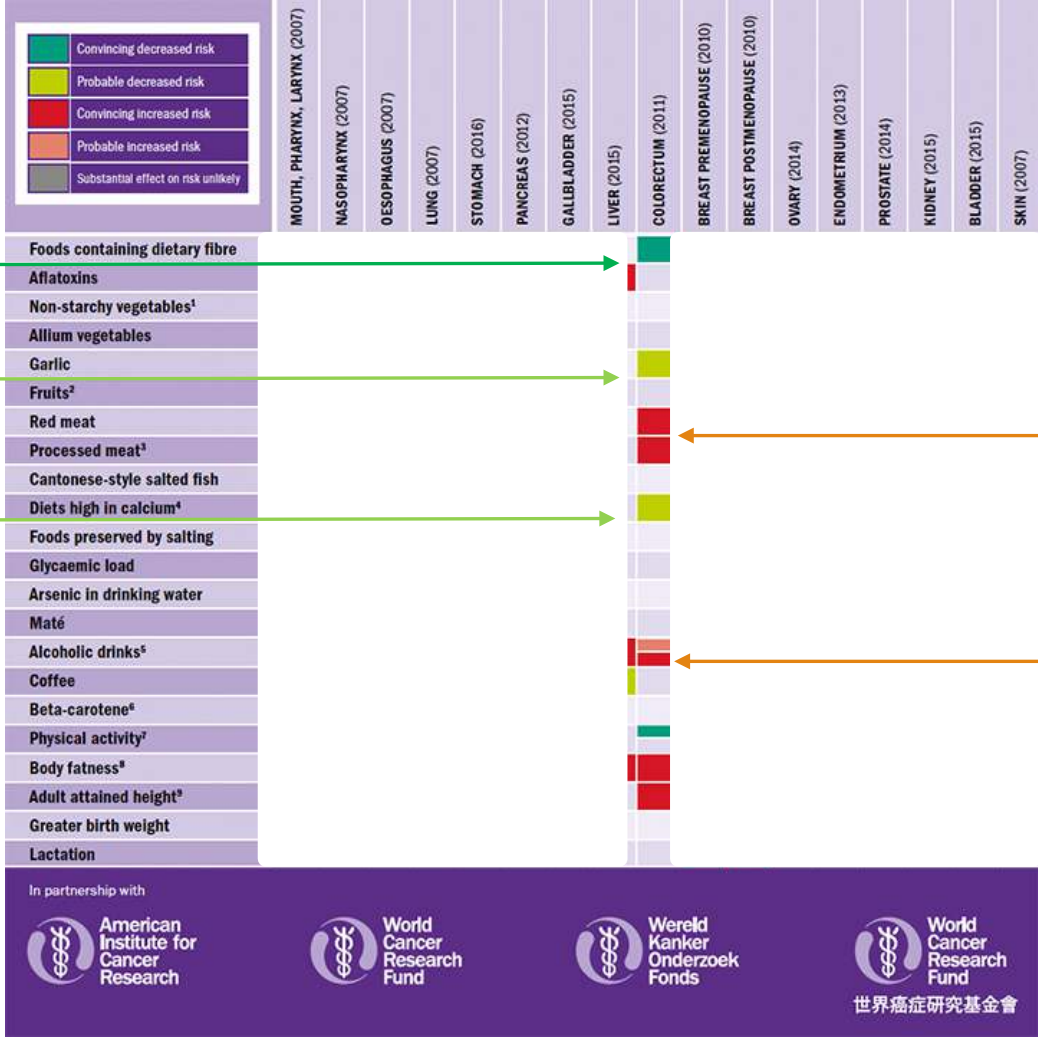 Convincing decreased risk
Probable decreased risk
Convincing increased risk
Probable increased risk
Substantial effect on risk unlikely
MOUTH, PHARYNX, LARYNX (2007)
NASOPHARYNX (2007)
OESOPHAGUS (2007)
LUNG (2007)
STOMACH (2016)
PANCREAS (2012)
GALLBLADDER (2015)
LIVER (2015)
COLORECTUM (2011)
BREAST PREMENOPAUSE (2010)
BREAST POSTMENOPAUSE (2010)
OVARY (2014)
ENDOMETRIUM (2013)
PROSTATE (2014)
KIDNEY (2015)
BLADDER (2015)
SKIN (2007)
Foods containing dietary fibre
Aflatoxins
Non-starchy vegetables¹
Allium vegetables
Garlic
Fruits²
Red meat
Processed meat³
Cantonese-style salted fish
Diets high in calcium⁴
Foods preserved by salting
Glycaemic load
Arsenic in drinking water
Maté
Alcoholic drinks⁵
Coffee
Beta-carotene⁶
Physical activity⁷
Body fatness⁸
Adult attained height⁹
Greater birth weight
Lactation
In partnership with
American
Institute for
Cancer
Research
World
Cancer
Research
Fund
Wereld
Kanker
Onderzoek
Fonds
World
Cancer
Research
Fund
世界癌症研究基金會